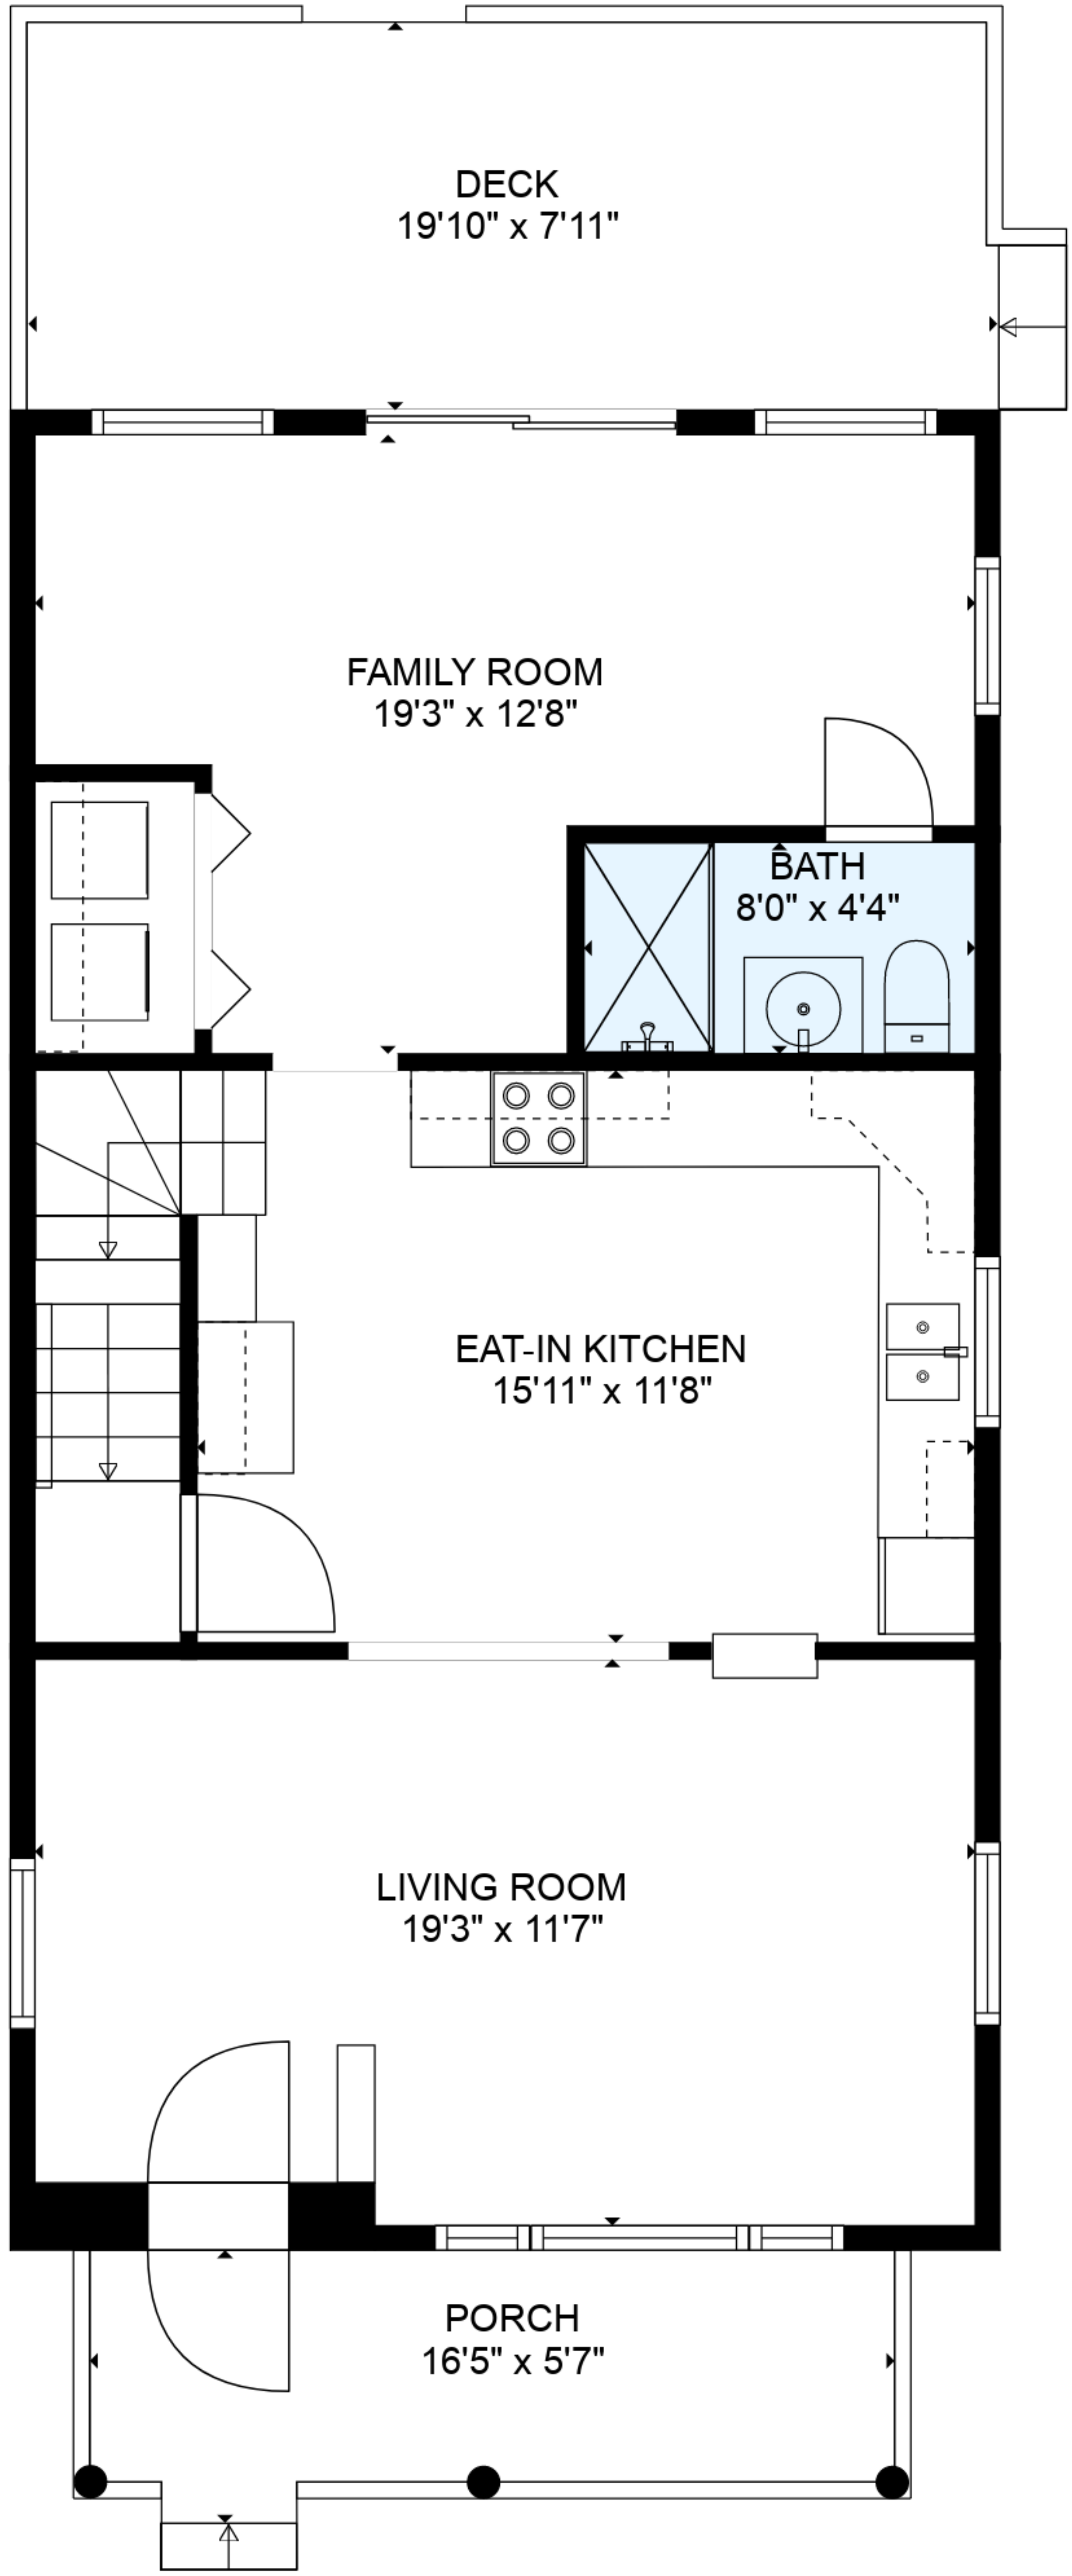 DECK
19'10" x 7'11"
FAMILY ROOM
19'3" x 12'8"
BATH
8'0" x 4'4"
EAT-IN KITCHEN
15'11" x 11'8"
LIVING ROOM
19'3" x 11'7"
PORCH
16'5" x 5'7"